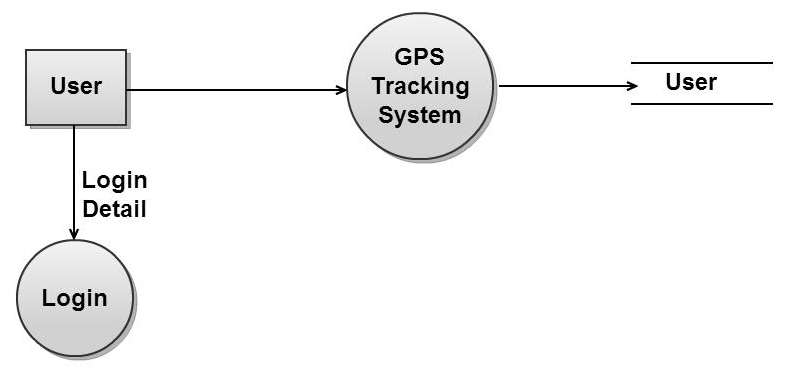 User
GPS
Tracking
System
User
Login
Detail
Login